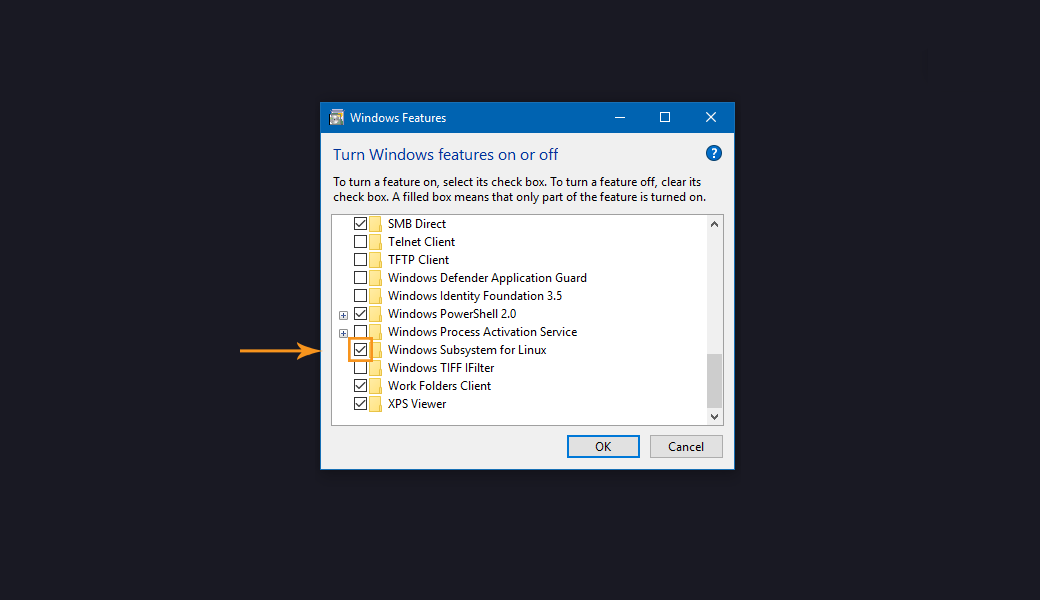 Windows Features
Turn Windows features on or off
?
To turn a feature on, select its check box. To turn a feature off, clear its
check box. A filled box means that only part of the feature is turned on.
SMB Direct
Telnet Client
TFTP Client
Windows Defender Application Guard
Windows Identity Foundation 3.5
Windows PowerShell 2.0
Windows Process Activation Service
Windows Subsystem for Linux
Windows TIFF IFilter
Work Folders Client
XPS Viewer
OK
Cancel